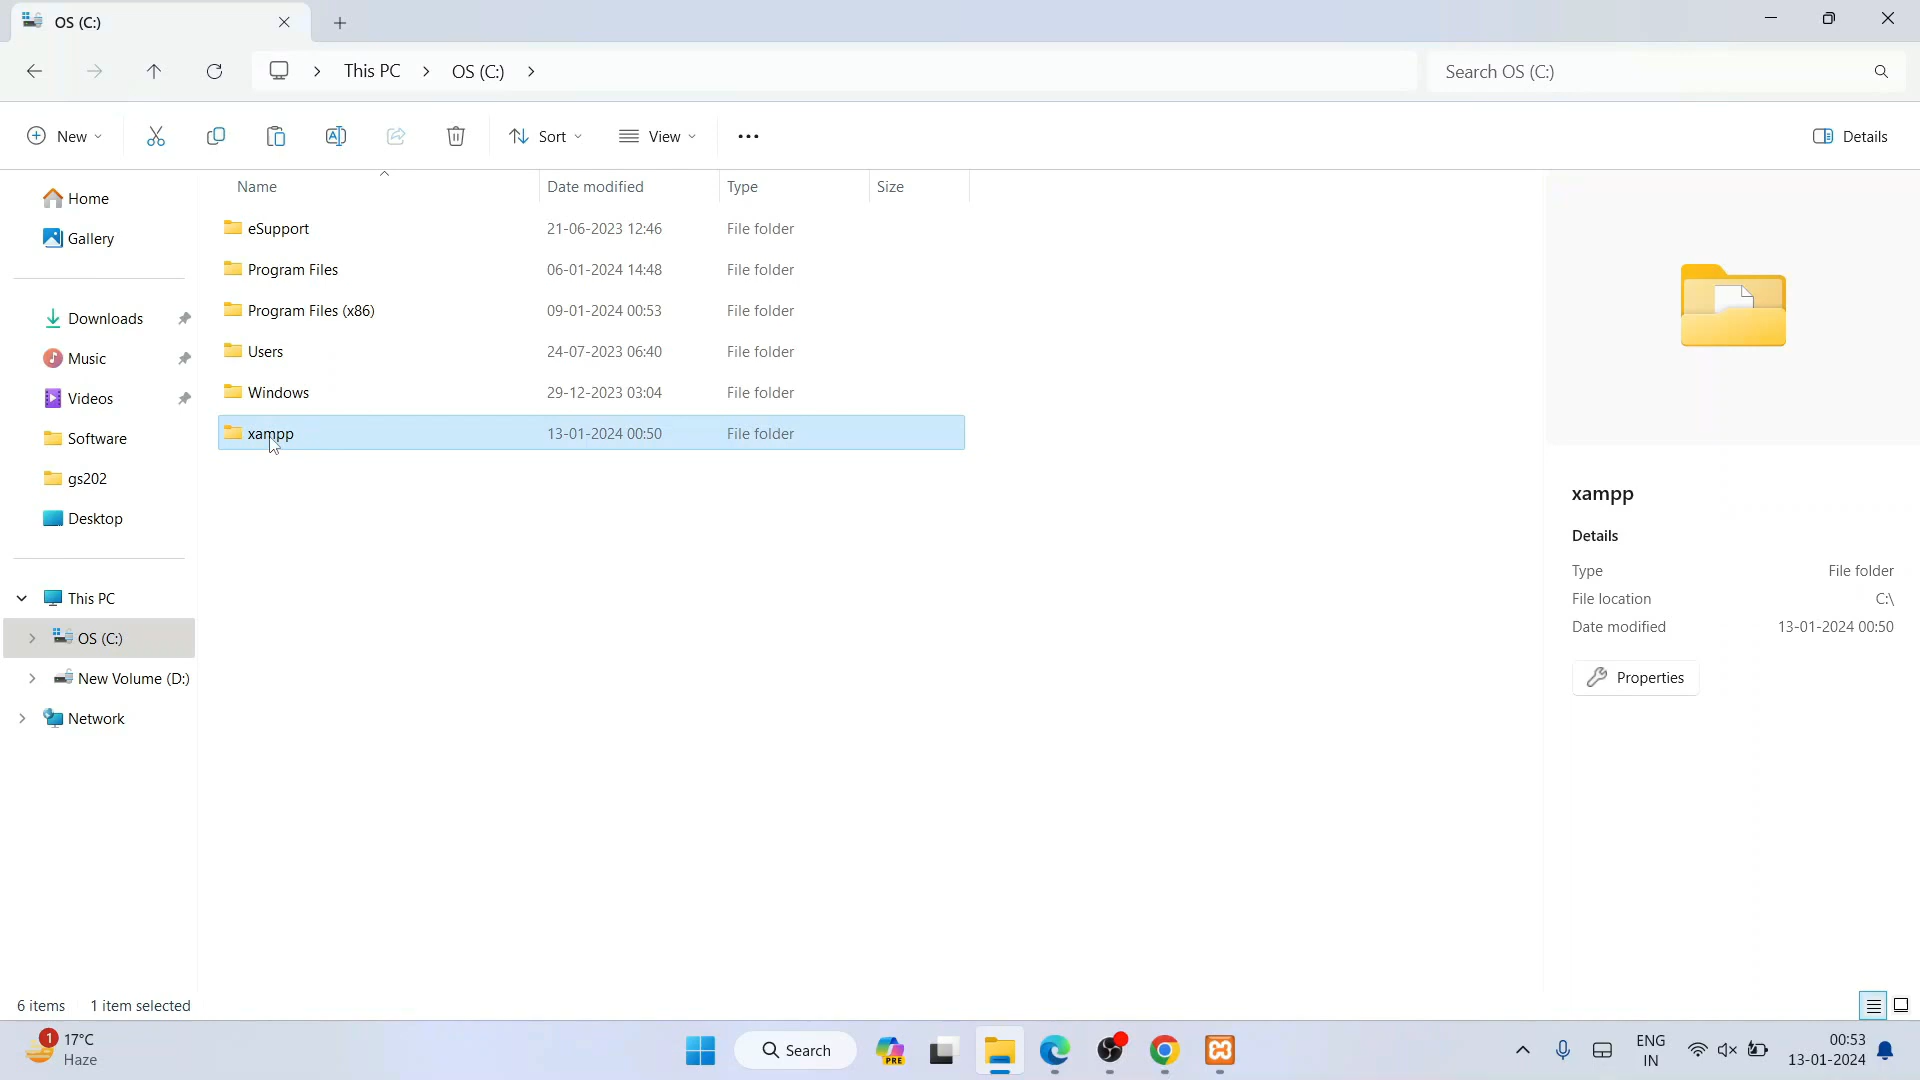 OS (C:)
This PC
OS (C:)
Search OS (C:)
New
Sort
View
Details
Home
Gallery
Downloads
Music
Videos
Software
gs202
Desktop
This PC
OS (C:)
New Volume (D:)
Network
Name Date modified Type Size
eSupport 21-06-2023 12:46 File folder
Program Files 06-01-2024 14:48 File folder
Program Files (x86) 09-01-2024 00:53 File folder
Users 24-07-2023 06:40 File folder
Windows 29-12-2023 03:04 File folder
xampp 13-01-2024 00:50 File folder
xampp
Details
Type File folder
File location C:\
Date modified 13-01-2024 00:50
Properties
6 items 1 item selected
1
17°C
Haze
Search
PRE
ENG
IN
00:53
13-01-2024